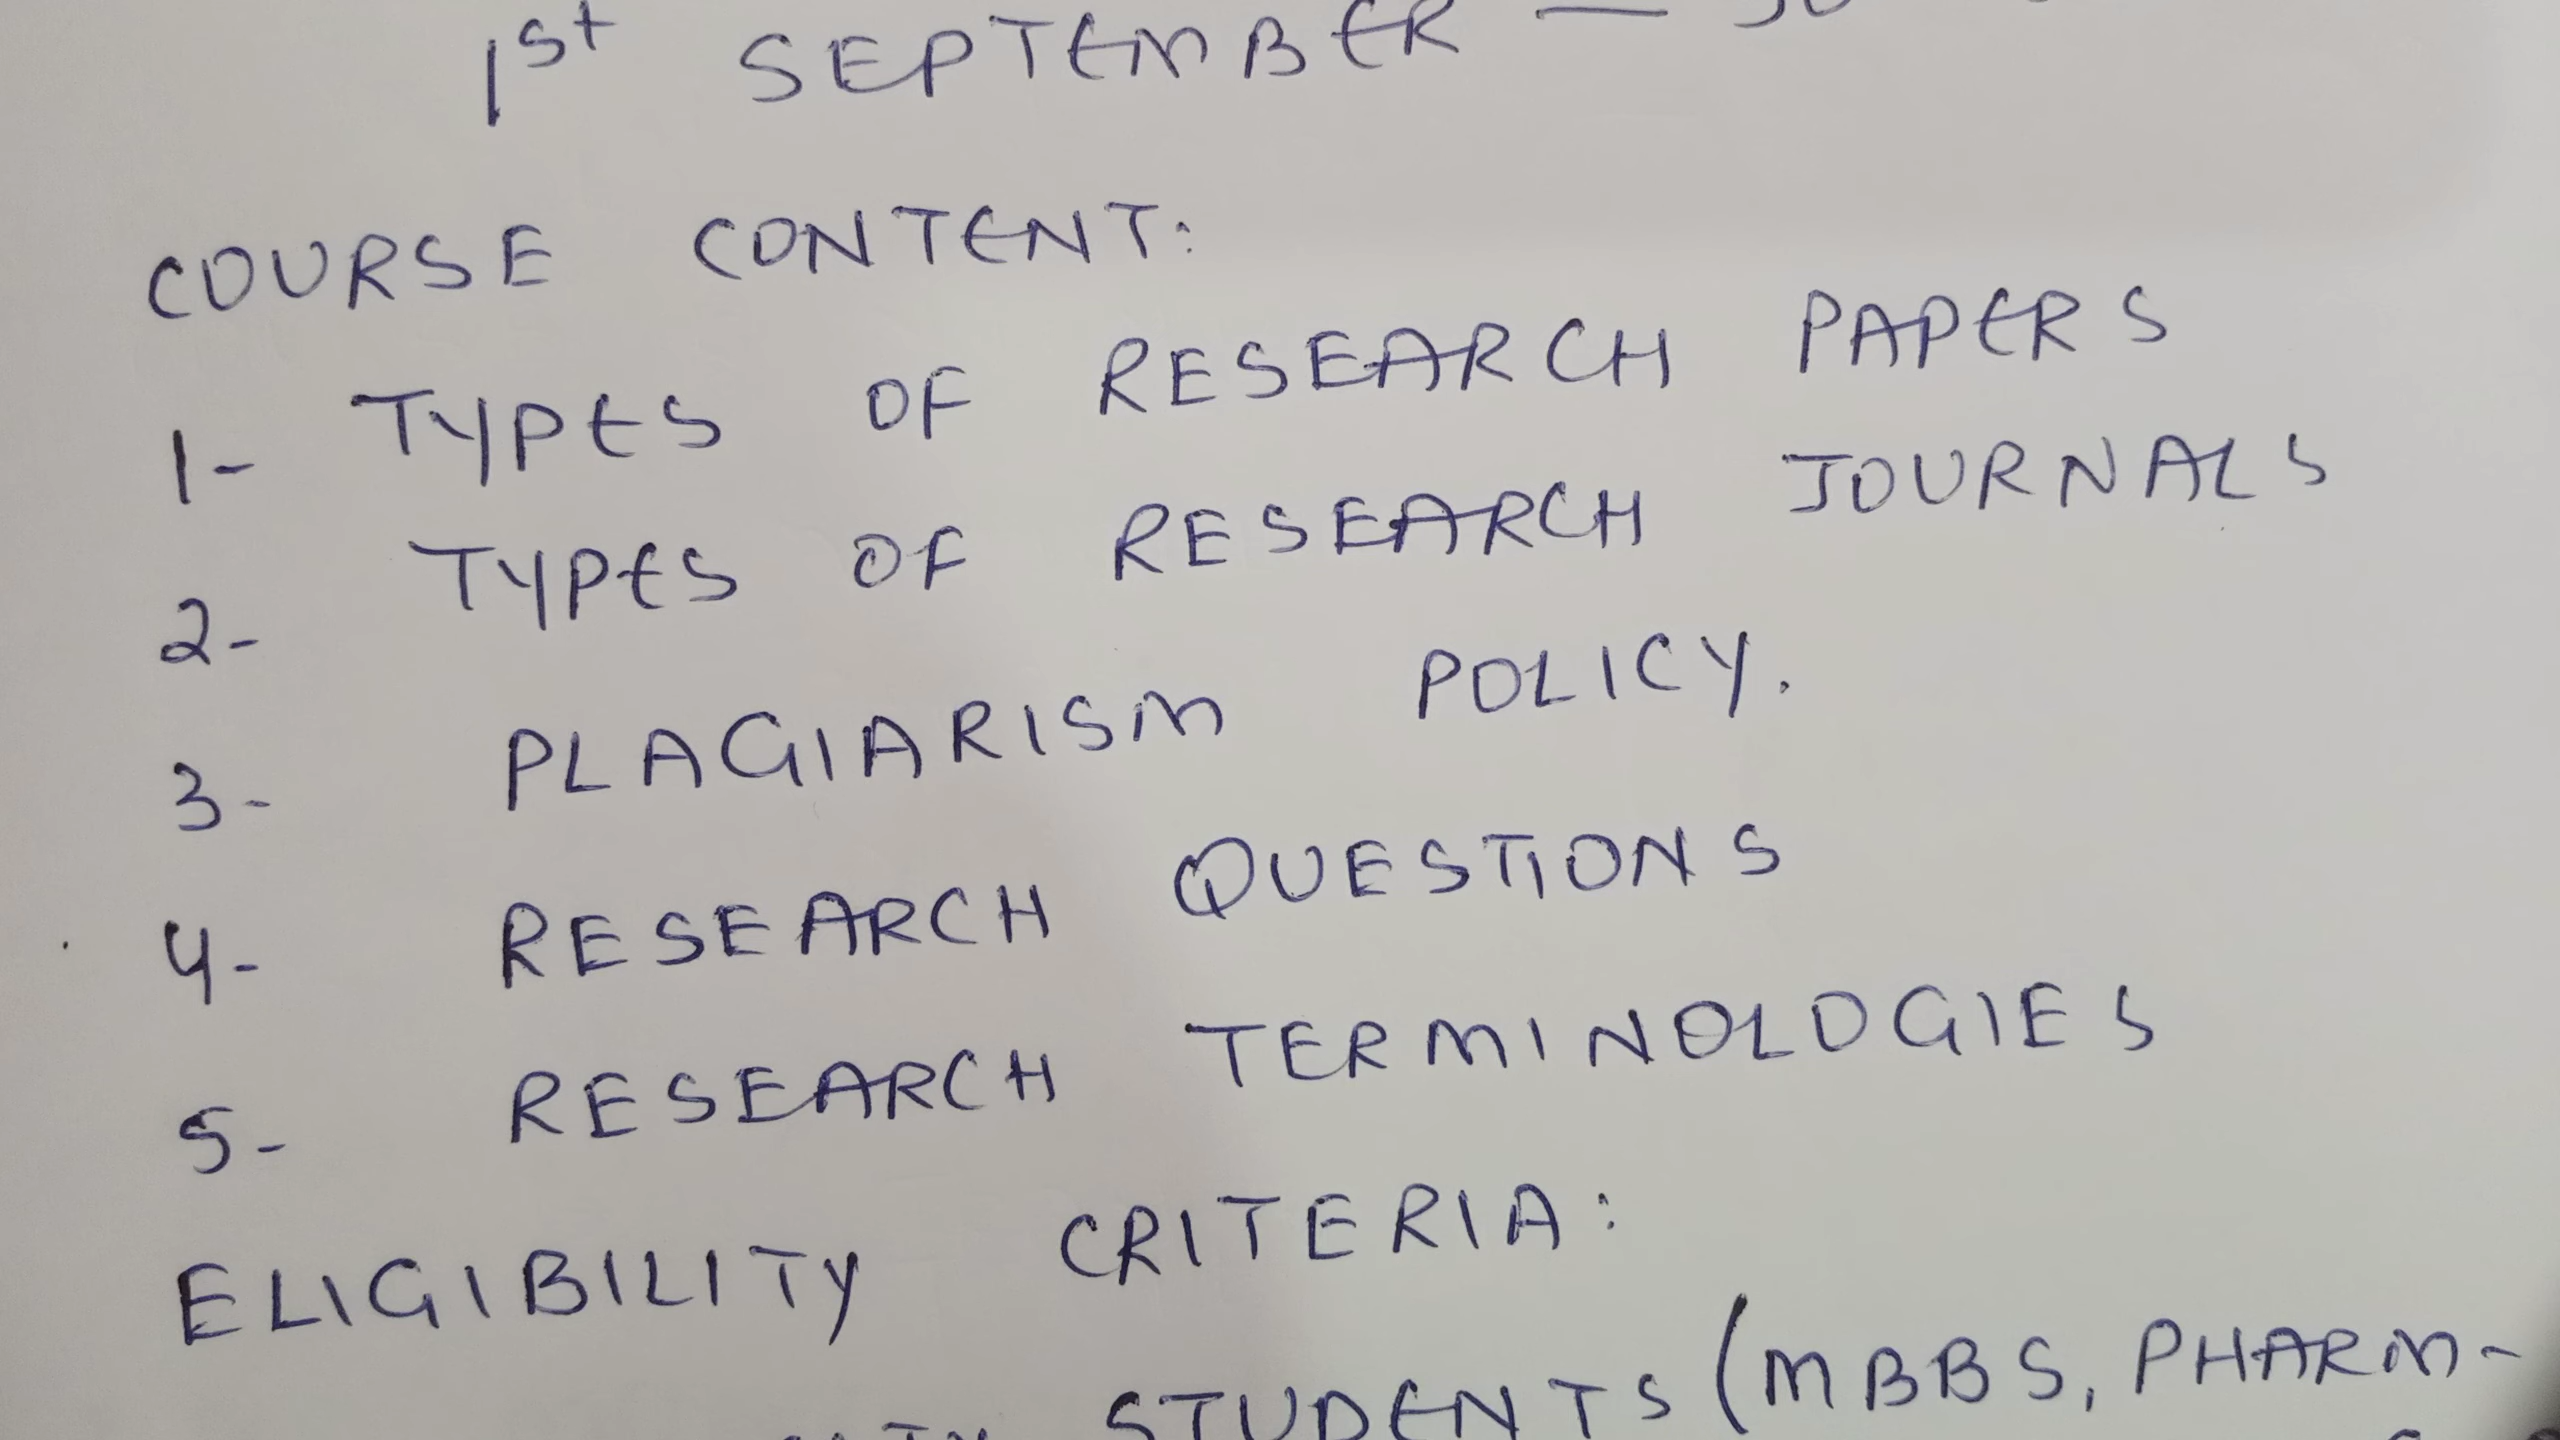 1st SEPTEMBER —
COURSE CONTENT:
1- TYPES OF RESEARCH PAPERS
2- TYPES OF RESEARCH JOURNALS
3- PLAGIARISM POLICY.
4- RESEARCH QUESTIONS
5- RESEARCH TERMINOLOGIES
ELIGIBILITY CRITERIA:
STUDENTS (MBBS, PHARM-